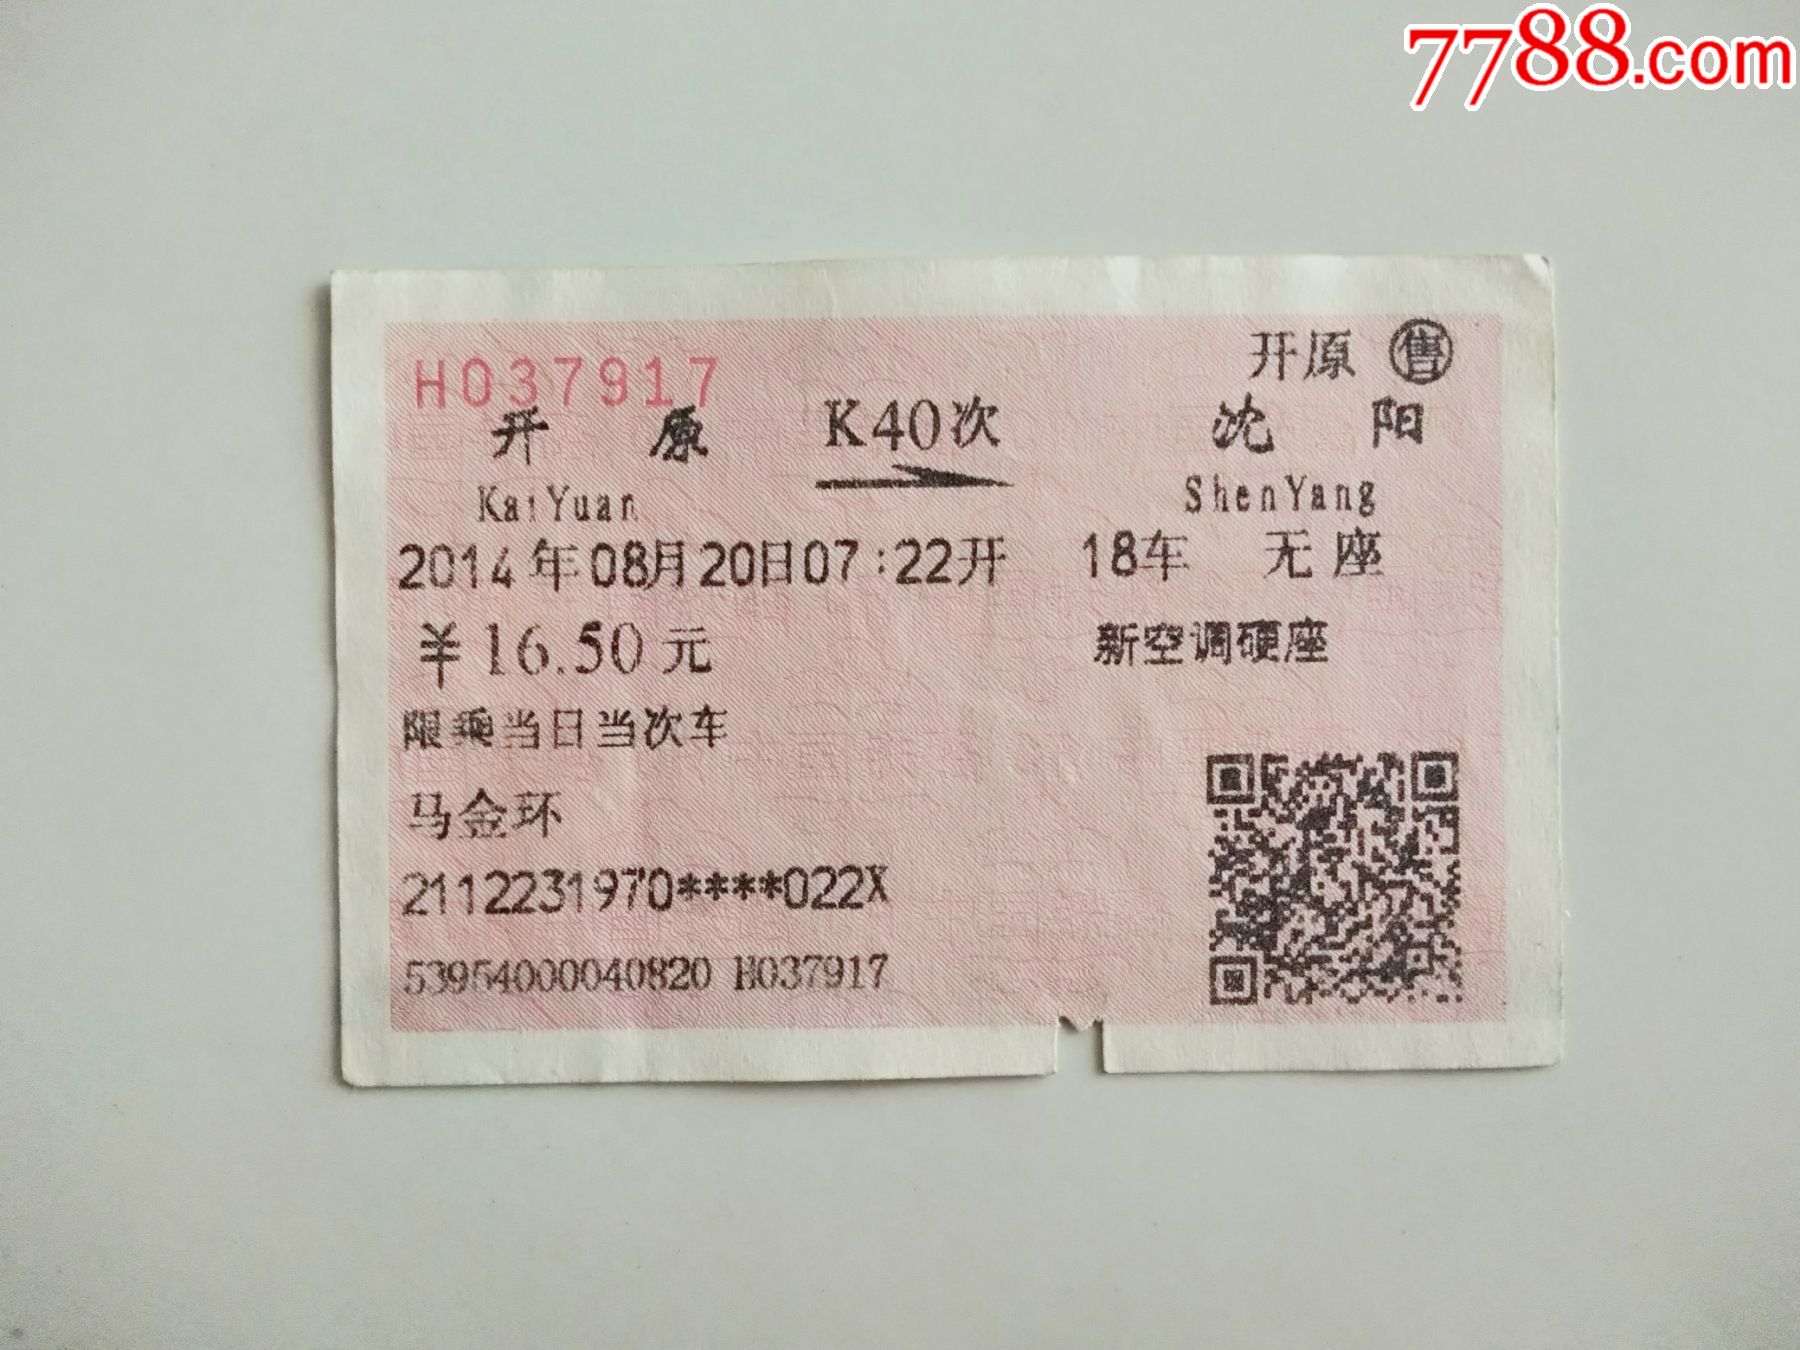 7788.com
H037917
开原 售
开原 K40次 沈阳
KaiYuan ShenYang
2014年08月20日07:22开 18车 无座
￥16.50元 新空调硬座
限乘当日当次车
马金环
2112231970****022X
53954000040820 H037917